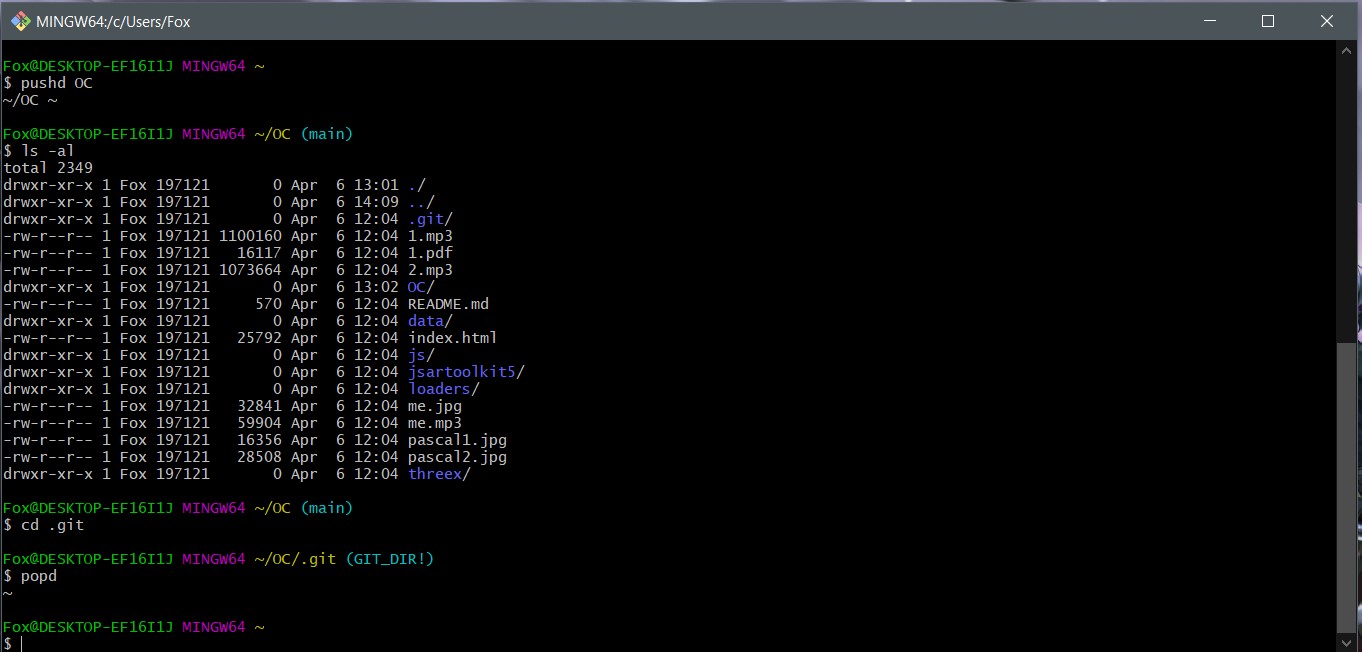 MINGW64:/c/Users/Fox
Fox@DESKTOP-EF16I1J MINGW64 ~
$ pushd OC
~/OC ~
Fox@DESKTOP-EF16I1J MINGW64 ~/OC (main)
$ ls -al
total 2349
drwxr-xr-x 1 Fox 197121       0 Apr  6 13:01 ./
drwxr-xr-x 1 Fox 197121       0 Apr  6 14:09 ../
drwxr-xr-x 1 Fox 197121       0 Apr  6 12:04 .git/
-rw-r--r-- 1 Fox 197121 1100160 Apr  6 12:04 1.mp3
-rw-r--r-- 1 Fox 197121   16117 Apr  6 12:04 1.pdf
-rw-r--r-- 1 Fox 197121 1073664 Apr  6 12:04 2.mp3
drwxr-xr-x 1 Fox 197121       0 Apr  6 13:02 OC/
-rw-r--r-- 1 Fox 197121     570 Apr  6 12:04 README.md
drwxr-xr-x 1 Fox 197121       0 Apr  6 12:04 data/
-rw-r--r-- 1 Fox 197121   25792 Apr  6 12:04 index.html
drwxr-xr-x 1 Fox 197121       0 Apr  6 12:04 js/
drwxr-xr-x 1 Fox 197121       0 Apr  6 12:04 jsartoolkit5/
drwxr-xr-x 1 Fox 197121       0 Apr  6 12:04 loaders/
-rw-r--r-- 1 Fox 197121   32841 Apr  6 12:04 me.jpg
-rw-r--r-- 1 Fox 197121   59904 Apr  6 12:04 me.mp3
-rw-r--r-- 1 Fox 197121   16356 Apr  6 12:04 pascal1.jpg
-rw-r--r-- 1 Fox 197121   28508 Apr  6 12:04 pascal2.jpg
drwxr-xr-x 1 Fox 197121       0 Apr  6 12:04 threex/
Fox@DESKTOP-EF16I1J MINGW64 ~/OC (main)
$ cd .git
Fox@DESKTOP-EF16I1J MINGW64 ~/OC/.git (GIT_DIR!)
$ popd
~
Fox@DESKTOP-EF16I1J MINGW64 ~
$